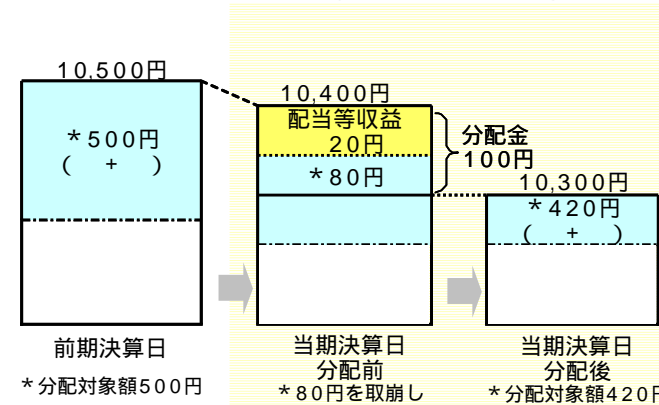 10,500円
*500円
( + )
前期決算日
*分配対象額500円
10,400円
配当等収益
20円
*80円
分配金
100円
当期決算日
分配前
*80円を取崩し
10,300円
*420円
( + )
当期決算日
分配後
*分配対象額420円